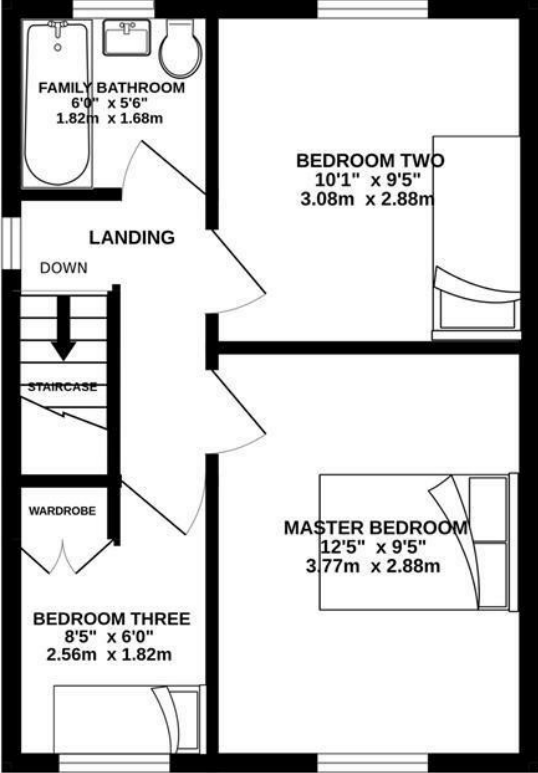 FAMILY BATHROOM
6'0" x 5'6"
1.82m x 1.68m
BEDROOM TWO
10'1" x 9'5"
3.08m x 2.88m
LANDING
DOWN
STAIRCASE
WARDROBE
MASTER BEDROOM
12'5" x 9'5"
3.77m x 2.88m
BEDROOM THREE
8'5" x 6'0"
2.56m x 1.82m